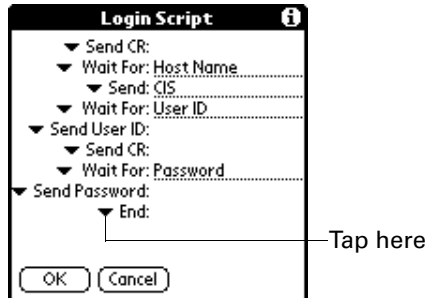 Login Script i
Send CR:
Wait For: Host Name
Send: CIS
Wait For: User ID
Send User ID:
Send CR:
Wait For: Password
Send Password:
End:
Tap here
OK Cancel